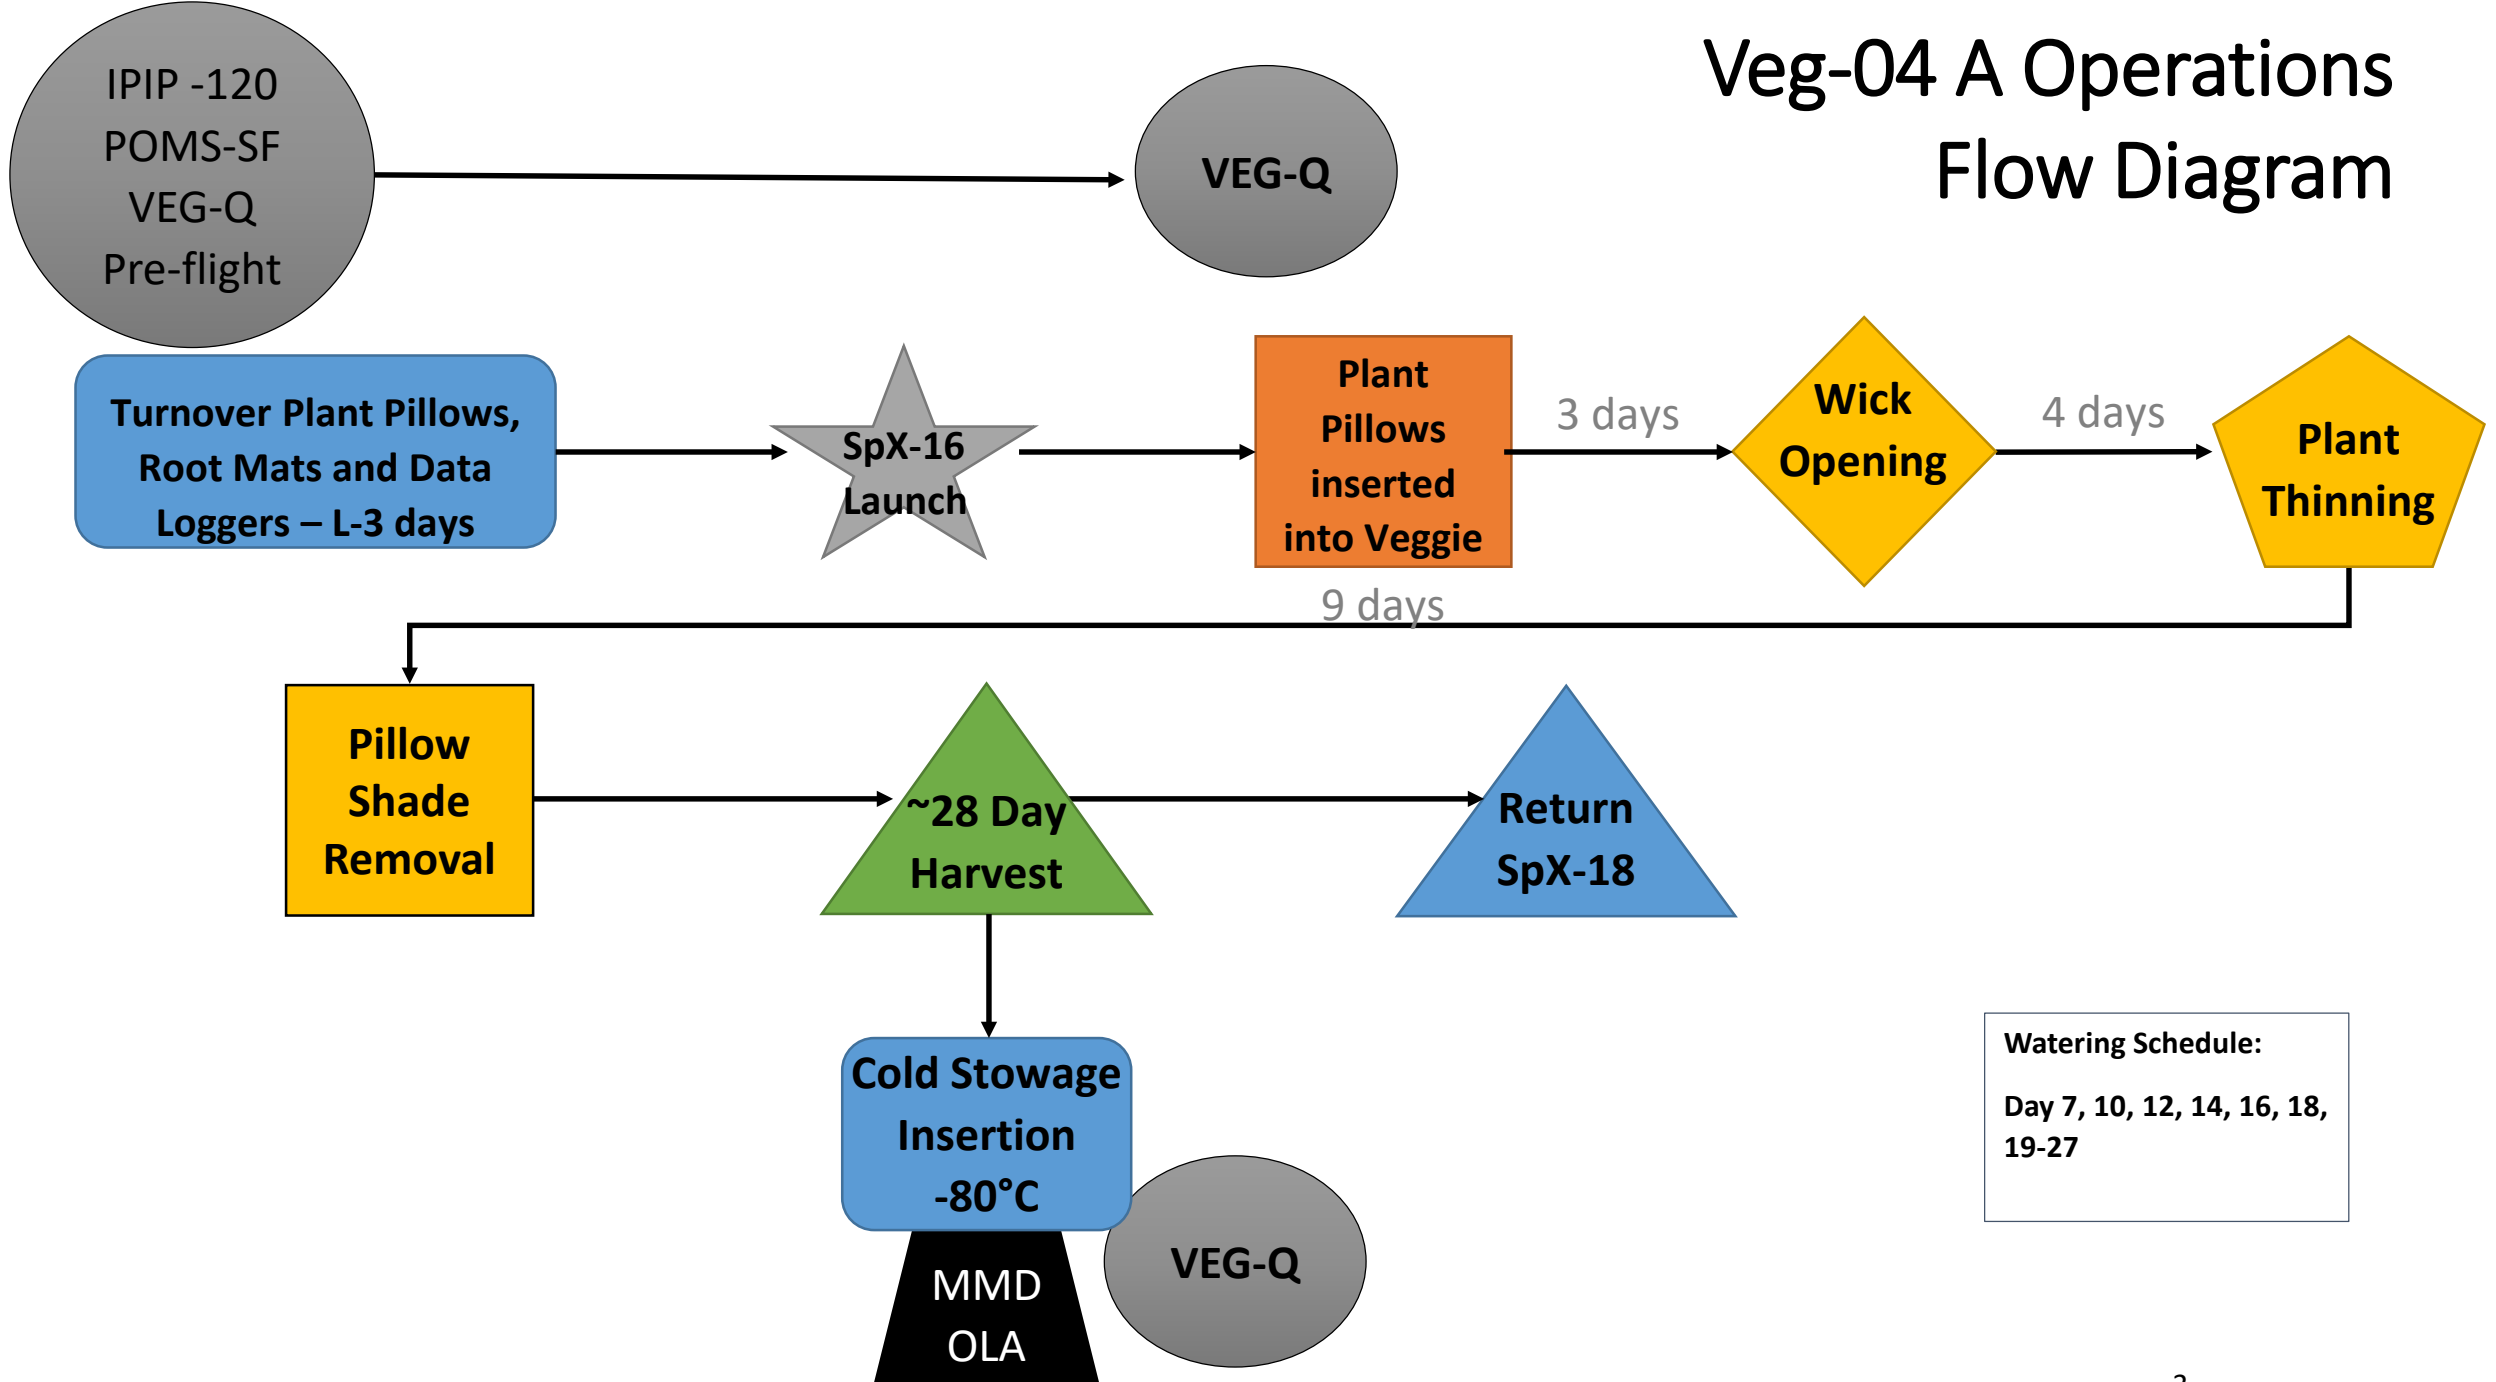 Veg-04 A Operations
Flow Diagram
IPIP -120
POMS-SF
VEG-Q
Pre-flight
VEG-Q
Turnover Plant Pillows,
Root Mats and Data
Loggers – L-3 days
SpX-16
Launch
Plant
Pillows
inserted
into Veggie
3 days
Wick
Opening
4 days
Plant
Thinning
9 days
Pillow
Shade
Removal
~28 Day
Harvest
Return
SpX-18
Cold Stowage
Insertion
-80°C
MMD
OLA
VEG-Q
Watering Schedule:
Day 7, 10, 12, 14, 16, 18,
19-27